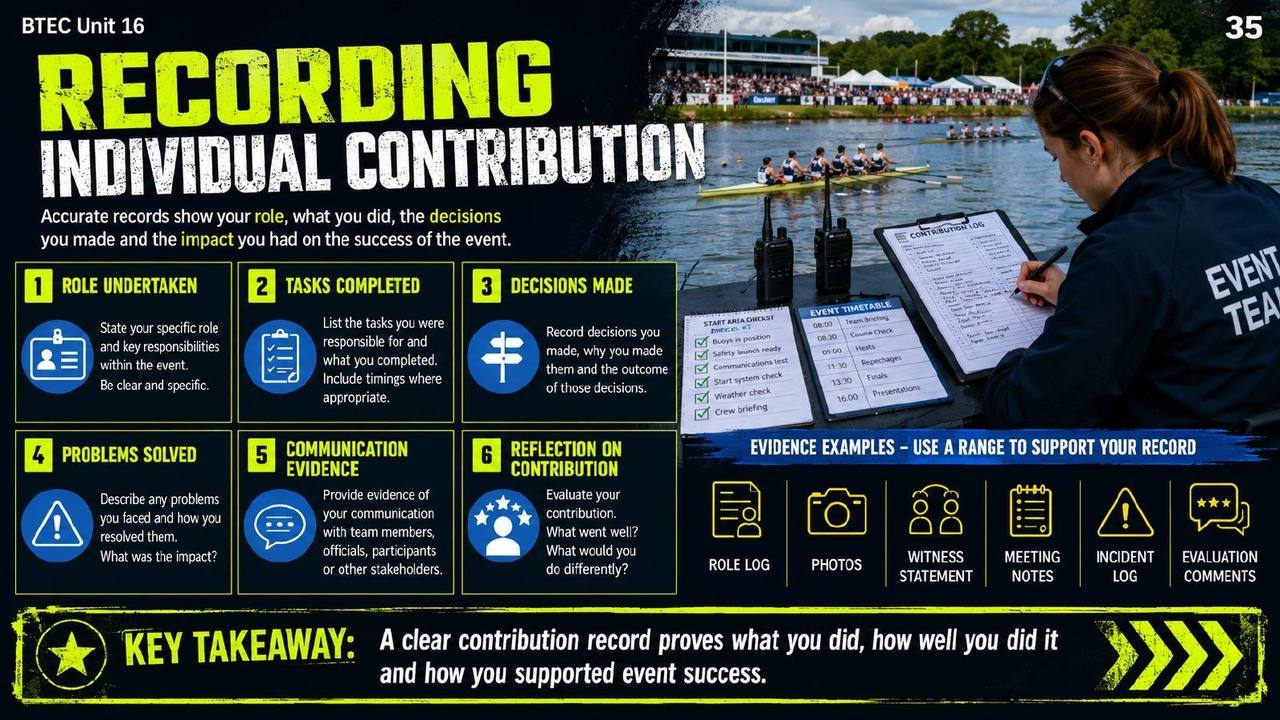 BTEC Unit 16
35
RECORDING
INDIVIDUAL CONTRIBUTION
Accurate records show your role, what you did, the decisions
you made and the impact you had on the success of the event.
1 ROLE UNDERTAKEN
State your specific role
and key responsibilities
within the event.
Be clear and specific.
2 TASKS COMPLETED
List the tasks you were
responsible for and
what you completed.
Include timings where
appropriate.
3 DECISIONS MADE
Record decisions you
made, why you made
them and the outcome
of those decisions.
4 PROBLEMS SOLVED
Describe any problems
you faced and how you
resolved them.
What was the impact?
5 COMMUNICATION
EVIDENCE
Provide evidence of
your communication
with team members,
officials, participants
or other stakeholders.
6 REFLECTION ON
CONTRIBUTION
Evaluate your
contribution.
What went well?
What would you
do differently?
CONTRIBUTION LOG
EVENT
TEA
START AREA
Buoys in position
Safety launch ready
Communications test
Start system check
Weather check
Crew briefing
EVENT TIMETABLE
08:00 Team Briefing
08:30 Course Check
09:00 Heats
11:30 Repechages
13:30 Finals
16.00 Presentations
EVIDENCE EXAMPLES – USE A RANGE TO SUPPORT YOUR RECORD
ROLE LOG
PHOTOS
WITNESS
STATEMENT
MEETING
NOTES
INCIDENT
LOG
EVALUATION
COMMENTS
KEY TAKEAWAY:
A clear contribution record proves what you did, how well you did it
and how you supported event success.